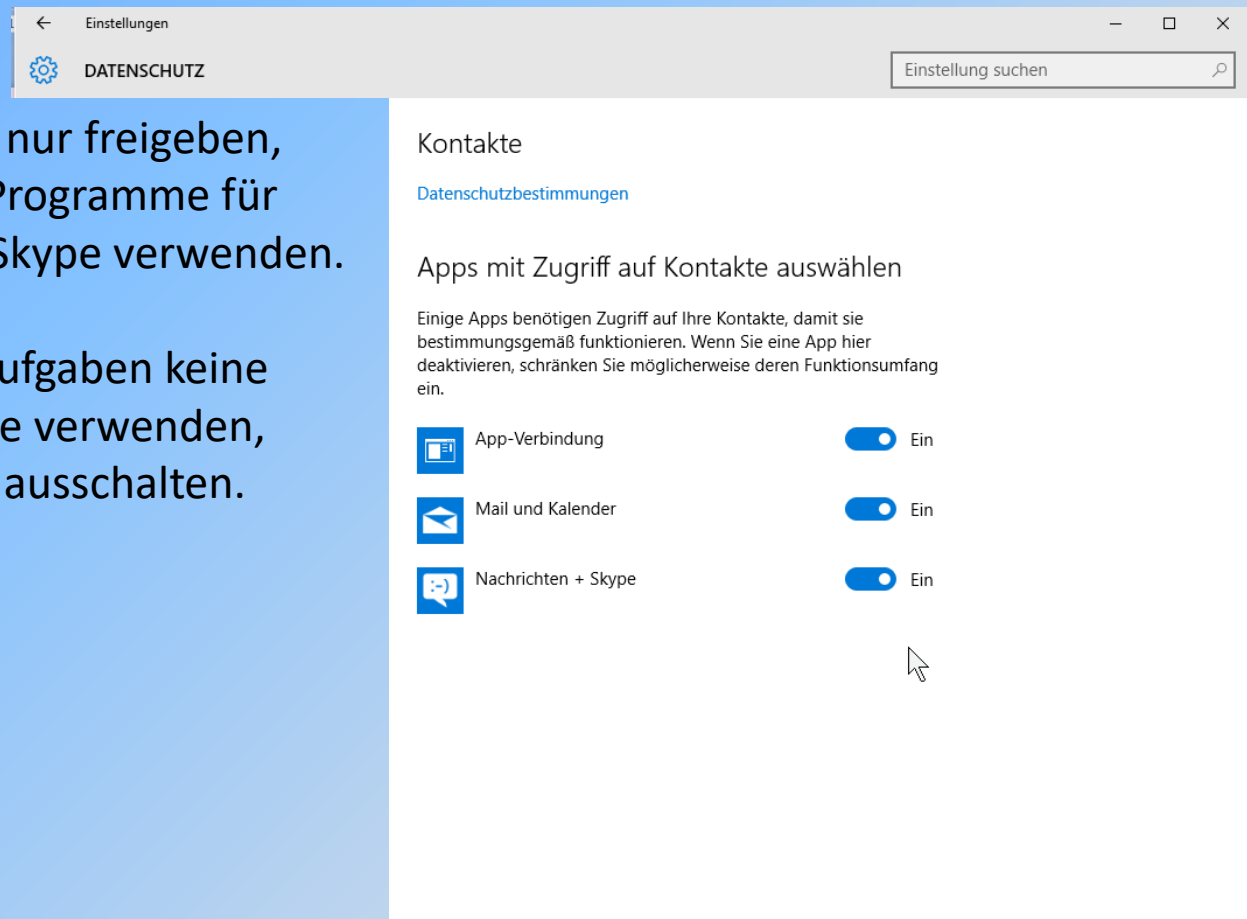 Einstellungen
DATENSCHUTZ
Einstellung suchen
nur freigeben,
Programme für
Skype verwenden.
ufgaben keine
e verwenden,
ausschalten.
Kontakte
Datenschutzbestimmungen
Apps mit Zugriff auf Kontakte auswählen
Einige Apps benötigen Zugriff auf Ihre Kontakte, damit sie
bestimmungsgemäß funktionieren. Wenn Sie eine App hier
deaktivieren, schränken Sie möglicherweise deren Funktionsumfang
ein.
App-Verbindung Ein
Mail und Kalender Ein
Nachrichten + Skype Ein